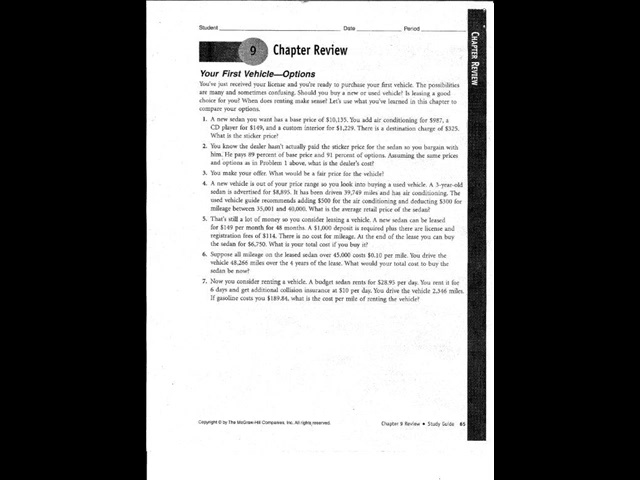 Student Date Period
9 Chapter Review
CHAPTER REVIEW
Your First Vehicle—Options
You've just received your license and you're ready to purchase your first vehicle. The possibilities
are many and sometimes confusing. Should you buy a new or used vehicle? Is leasing a good
choice for you? When does renting make sense? Let's use what you've learned in this chapter to
compare your options.
1. A new sedan you want has a base price of $10,135. You add air conditioning for $987, a
CD player for $149, and a custom interior for $1,229. There is a destination charge of $325.
What is the sticker price?
2. You know the dealer hasn't actually paid the sticker price for the sedan so you bargain with
him. He pays 89 percent of base price and 91 percent of options. Assuming the same prices
and options as in Problem 1 above, what is the dealer's cost?
3. You make your offer. What would be a fair price for the vehicle?
4. A new vehicle is out of your price range so you look into buying a used vehicle. A 3-year-old
sedan is advertised for $8,895. It has been driven 39,749 miles and has air conditioning. The
used vehicle guide recommends adding $500 for the air conditioning and deducting $300 for
mileage between 35,001 and 40,000. What is the average retail price of the sedan?
5. That's still a lot of money so you consider leasing a vehicle. A new sedan can be leased
for $149 per month for 48 months. A $1,000 deposit is required plus there are license and
registration fees of $114. There is no cost for mileage. At the end of the lease you can buy
the sedan for $6,750. What is your total cost if you buy it?
6. Suppose all mileage on the leased sedan over 45,000 costs $0.10 per mile. You drive the
vehicle 48,266 miles over the 4 years of the lease. What would your total cost to buy the
sedan be now?
7. Now you consider renting a vehicle. A budget sedan rents for $28.95 per day. You rent it for
6 days and get additional collision insurance at $10 per day. You drive the vehicle 2,346 miles.
If gasoline costs you $189.84, what is the cost per mile of renting the vehicle?
Copyright © by The McGraw-Hill Companies, Inc. All rights reserved.
Chapter 9 Review • Study Guide 85